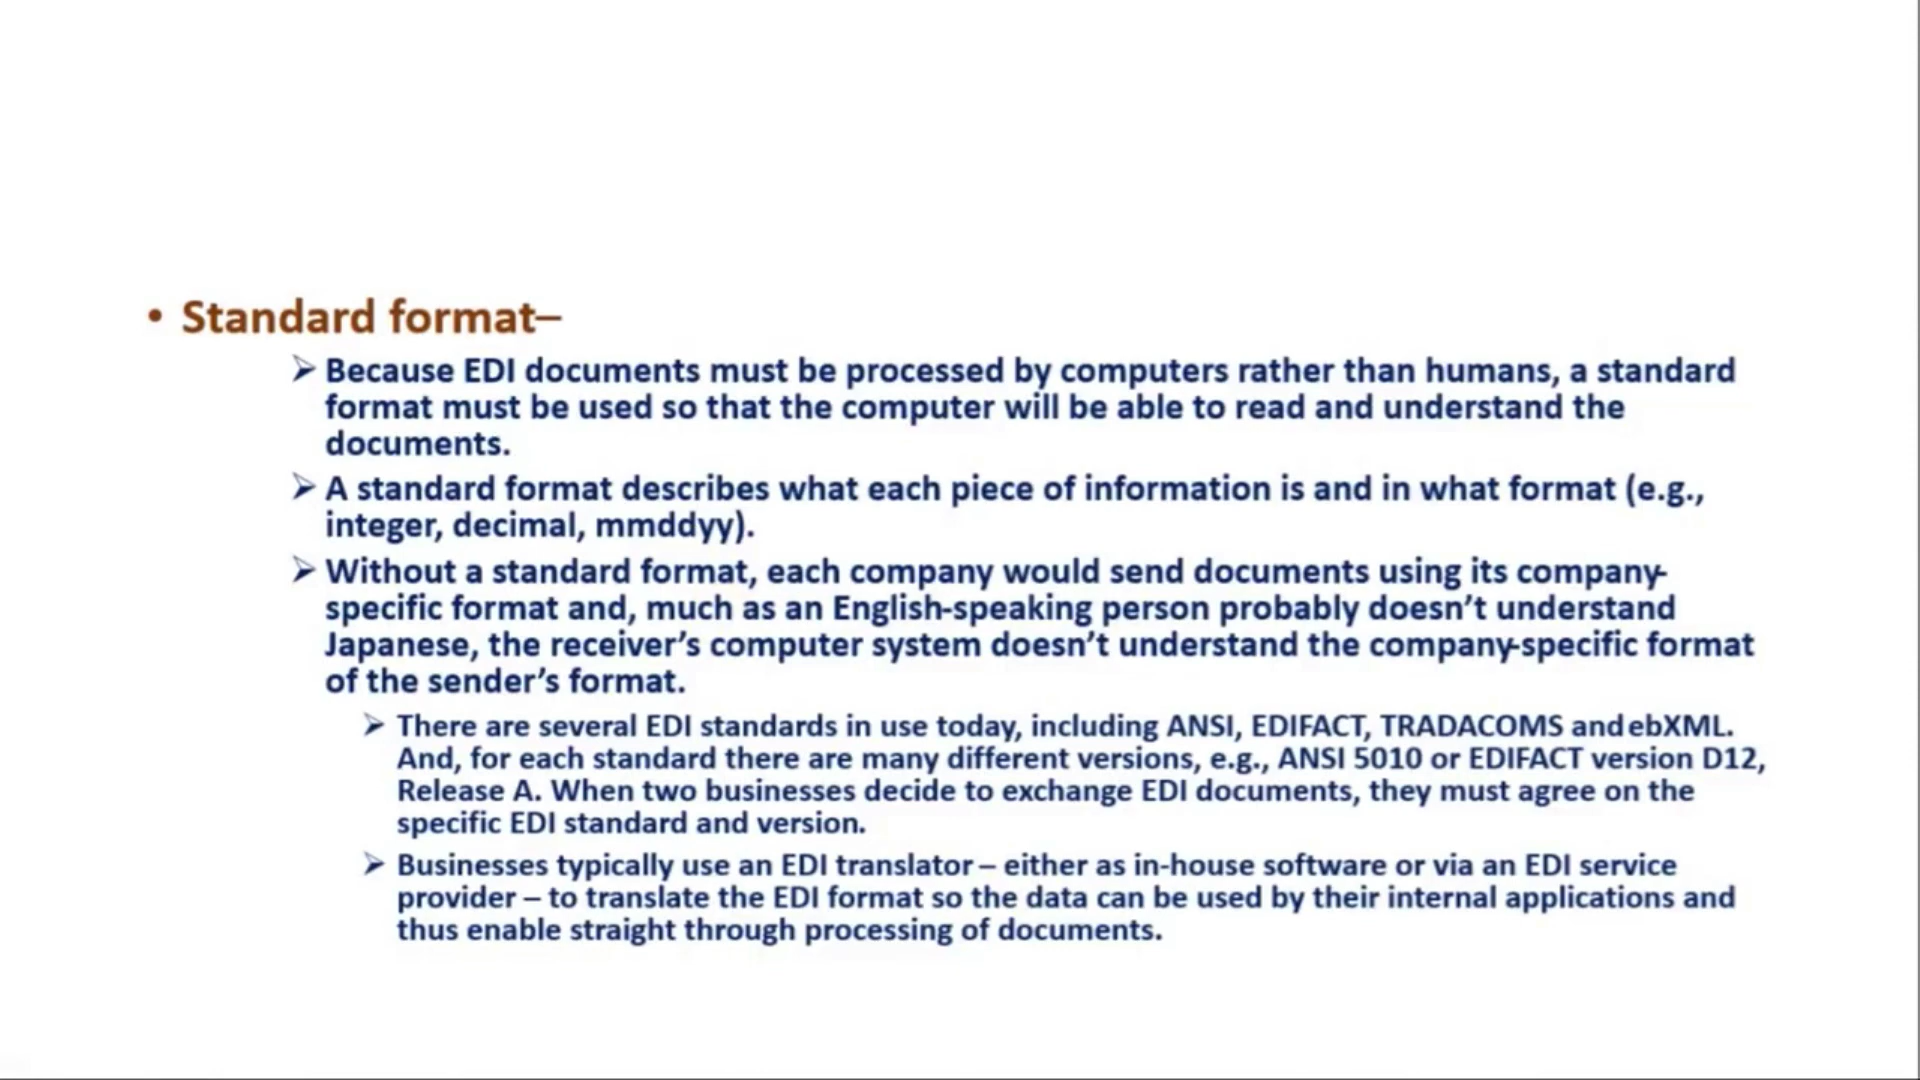 • Standard format–
➢ Because EDI documents must be processed by computers rather than humans, a standard
format must be used so that the computer will be able to read and understand the
documents.
➢ A standard format describes what each piece of information is and in what format (e.g.,
integer, decimal, mmddyy).
➢ Without a standard format, each company would send documents using its company-
specific format and, much as an English-speaking person probably doesn’t understand
Japanese, the receiver’s computer system doesn’t understand the company-specific format
of the sender’s format.
➢ There are several EDI standards in use today, including ANSI, EDIFACT, TRADACOMS and ebXML.
And, for each standard there are many different versions, e.g., ANSI 5010 or EDIFACT version D12,
Release A. When two businesses decide to exchange EDI documents, they must agree on the
specific EDI standard and version.
➢ Businesses typically use an EDI translator – either as in-house software or via an EDI service
provider – to translate the EDI format so the data can be used by their internal applications and
thus enable straight through processing of documents.